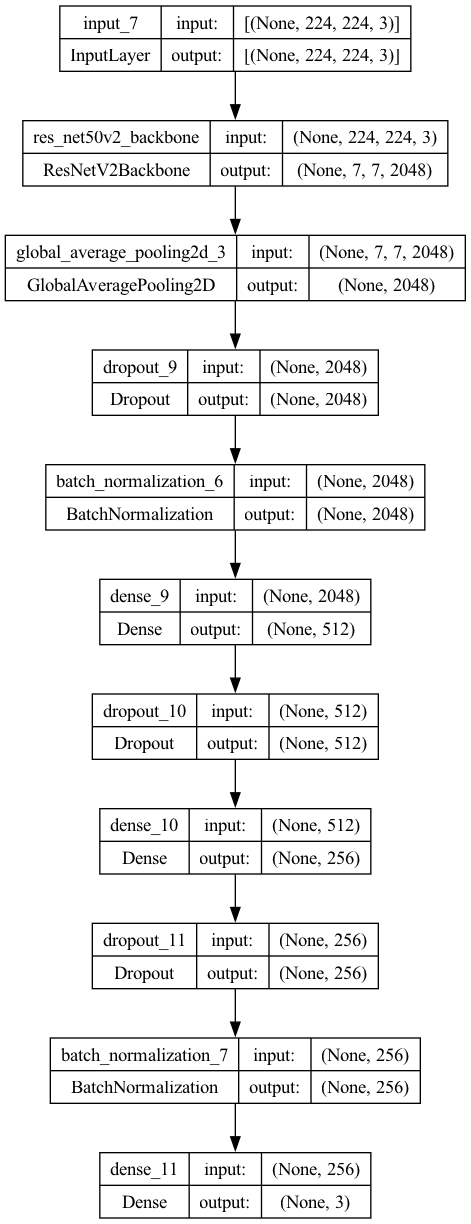 input_7 input: [(None, 224, 224, 3)]
InputLayer output: [(None, 224, 224, 3)]
res_net50v2_backbone input: (None, 224, 224, 3)
ResNetV2Backbone output: (None, 7, 7, 2048)
global_average_pooling2d_3 input: (None, 7, 7, 2048)
GlobalAveragePooling2D output: (None, 2048)
dropout_9 input: (None, 2048)
Dropout output: (None, 2048)
batch_normalization_6 input: (None, 2048)
BatchNormalization output: (None, 2048)
dense_9 input: (None, 2048)
Dense output: (None, 512)
dropout_10 input: (None, 512)
Dropout output: (None, 512)
dense_10 input: (None, 512)
Dense output: (None, 256)
dropout_11 input: (None, 256)
Dropout output: (None, 256)
batch_normalization_7 input: (None, 256)
BatchNormalization output: (None, 256)
dense_11 input: (None, 256)
Dense output: (None, 3)